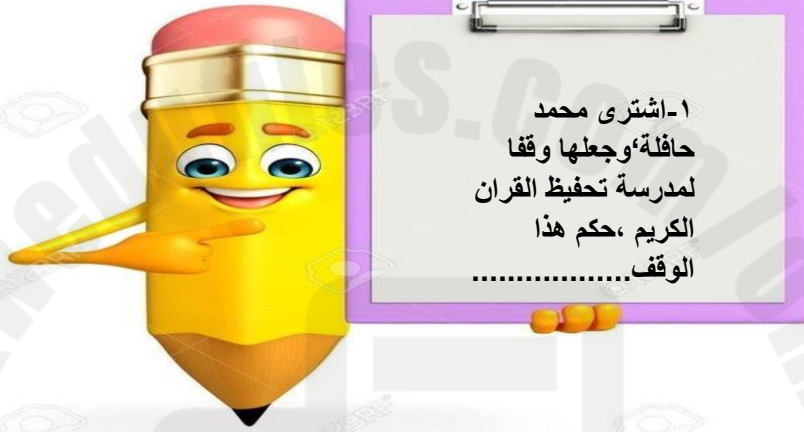 ١-اشترى محمد
حافلة،وجعلها وقفا
لمدرسة تحفيظ القران
الكريم ،حكم هذا
الوقف..................